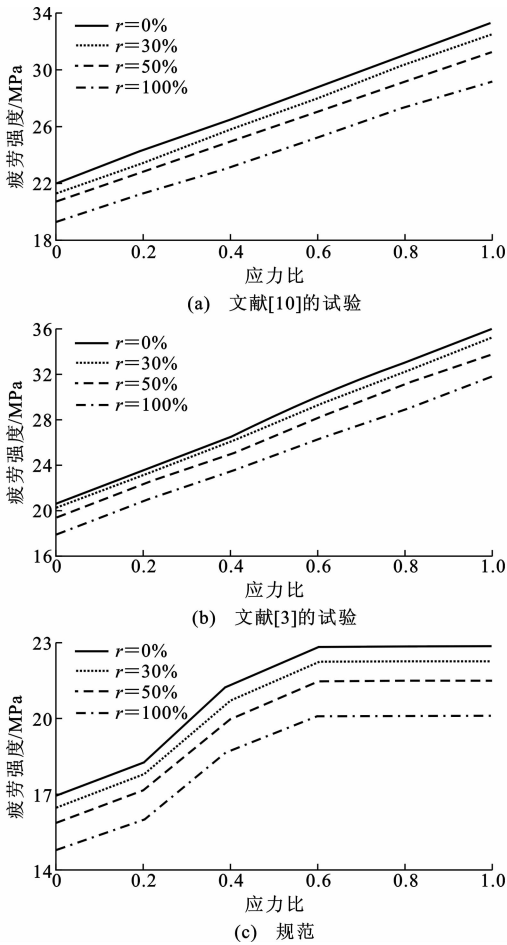 疲劳强度/MPa
34
30
26
22
18
r=0%
r=30%
r=50%
r=100%
0 0.2 0.4 0.6 0.8 1.0
应力比
(a) 文献[10]的试验
疲劳强度/MPa
36
32
28
24
20
16
r=0%
r=30%
r=50%
r=100%
0 0.2 0.4 0.6 0.8 1.0
应力比
(b) 文献[3]的试验
疲劳强度/MPa
23
20
17
14
r=0%
r=30%
r=50%
r=100%
0 0.2 0.4 0.6 0.8 1.0
应力比
(c) 规范